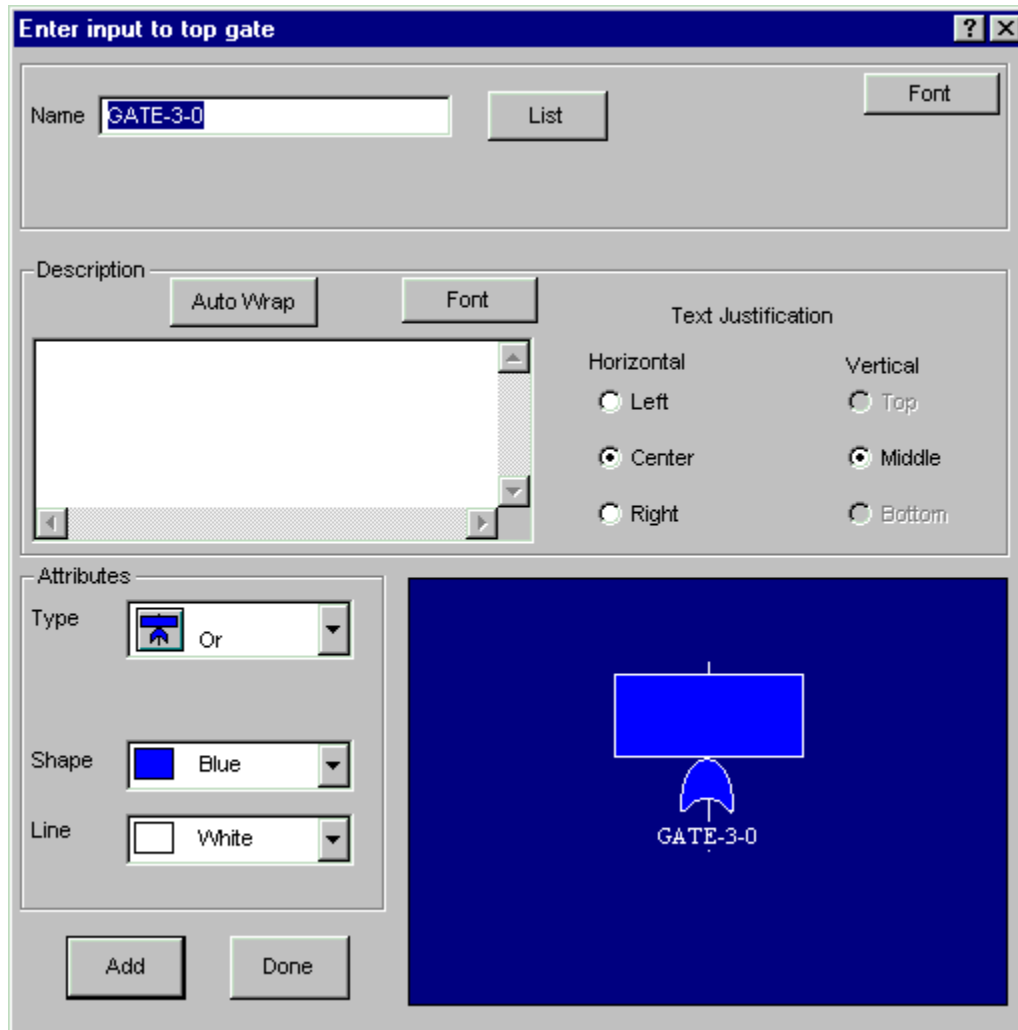 Enter input to top gate
Name GATE-3-0 List Font
Description
Auto Wrap Font
Text Justification
Horizontal Vertical
Left Top
Center Middle
Right Bottom
Attributes
Type Or
Shape Blue
Line White
GATE-3-0
Add Done